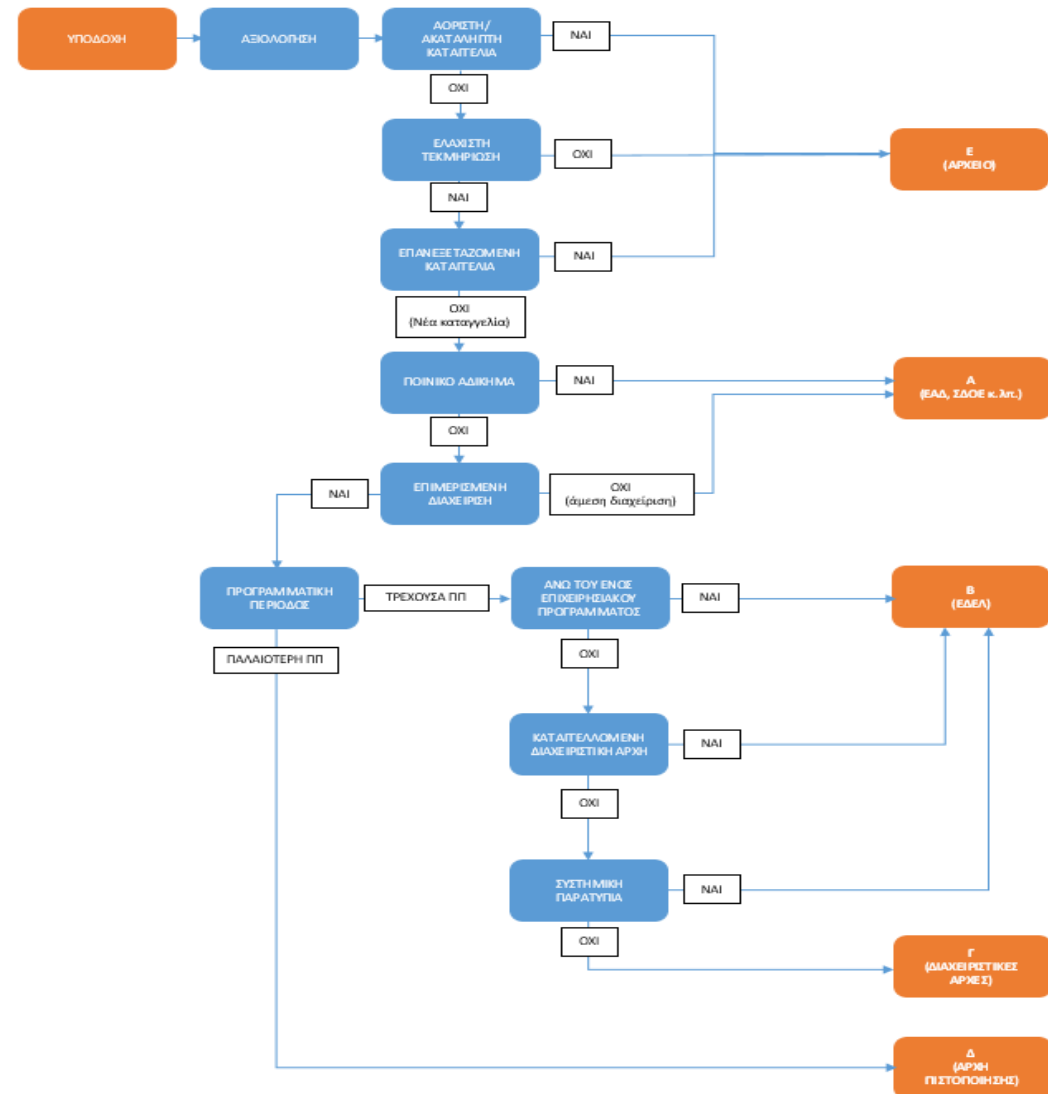 ΥΠΟΔΟΧΗ
ΑΞΙΟΛΟΓΗΣΗ
ΑΟΡΙΣΤΗ/
ΑΚΑΤΑΛΗΠΤΗ
ΚΑΤΑΓΓΕΛΙΑ
ΝΑΙ
ΟΧΙ
ΕΛΑΧΙΣΤΗ
ΤΕΚΜΗΡΙΩΣΗ
ΟΧΙ
Ε
(ΑΡΧΕΙΟ)
ΝΑΙ
ΕΠΑΝΕΞΕΤΑΖΟΜΕΝΗ
ΚΑΤΑΓΓΕΛΙΑ
ΝΑΙ
ΟΧΙ
(Νέα καταγγελία)
ΠΟΙΝΙΚΟ ΑΔΙΚΗΜΑ
ΝΑΙ
Α
(ΕΑΔ, ΣΔΟΕ κ.λπ.)
ΟΧΙ
ΕΠΙΜΕΡΙΣΜΕΝΗ
ΔΙΑΧΕΙΡΙΣΗ
ΝΑΙ
ΟΧΙ
(άμεση διαχείριση)
ΠΡΟΓΡΑΜΜΑΤΙΚΗ
ΠΕΡΙΟΔΟΣ
ΤΡΕΧΟΥΣΑ ΠΠ
ΑΝΩ ΤΟΥ ΕΝΟΣ
ΕΠΙΧΕΙΡΗΣΙΑΚΟΥ
ΠΡΟΓΡΑΜΜΑΤΟΣ
ΝΑΙ
Β
(ΕΔΕΛ)
ΠΑΛΑΙΟΤΕΡΗ ΠΠ
ΟΧΙ
ΚΑΤΑΓΓΕΛΛΟΜΕΝΗ
ΔΙΑΧΕΙΡΙΣΤΙΚΗ ΑΡΧΗ
ΝΑΙ
ΟΧΙ
ΣΥΣΤΗΜΙΚΗ
ΠΑΡΑΤΥΠΙΑ
ΝΑΙ
ΟΧΙ
Γ
(ΔΙΑΧΕΙΡΙΣΤΙΚΕΣ
ΑΡΧΕΣ)
Δ
(ΑΡΧΗ
ΠΙΣΤΟΠΟΙΗΣΗΣ)